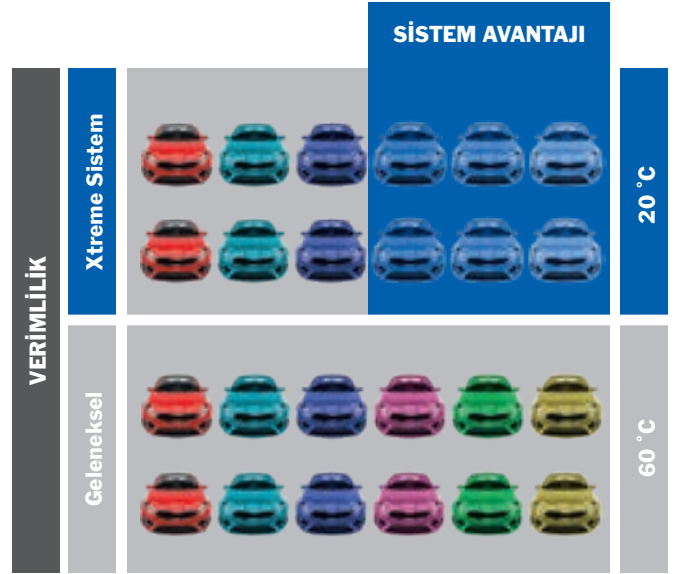 SİSTEM AVANTAJI
VERİMLİLİK
Xtreme Sistem
20 °C
Geleneksel
60 °C